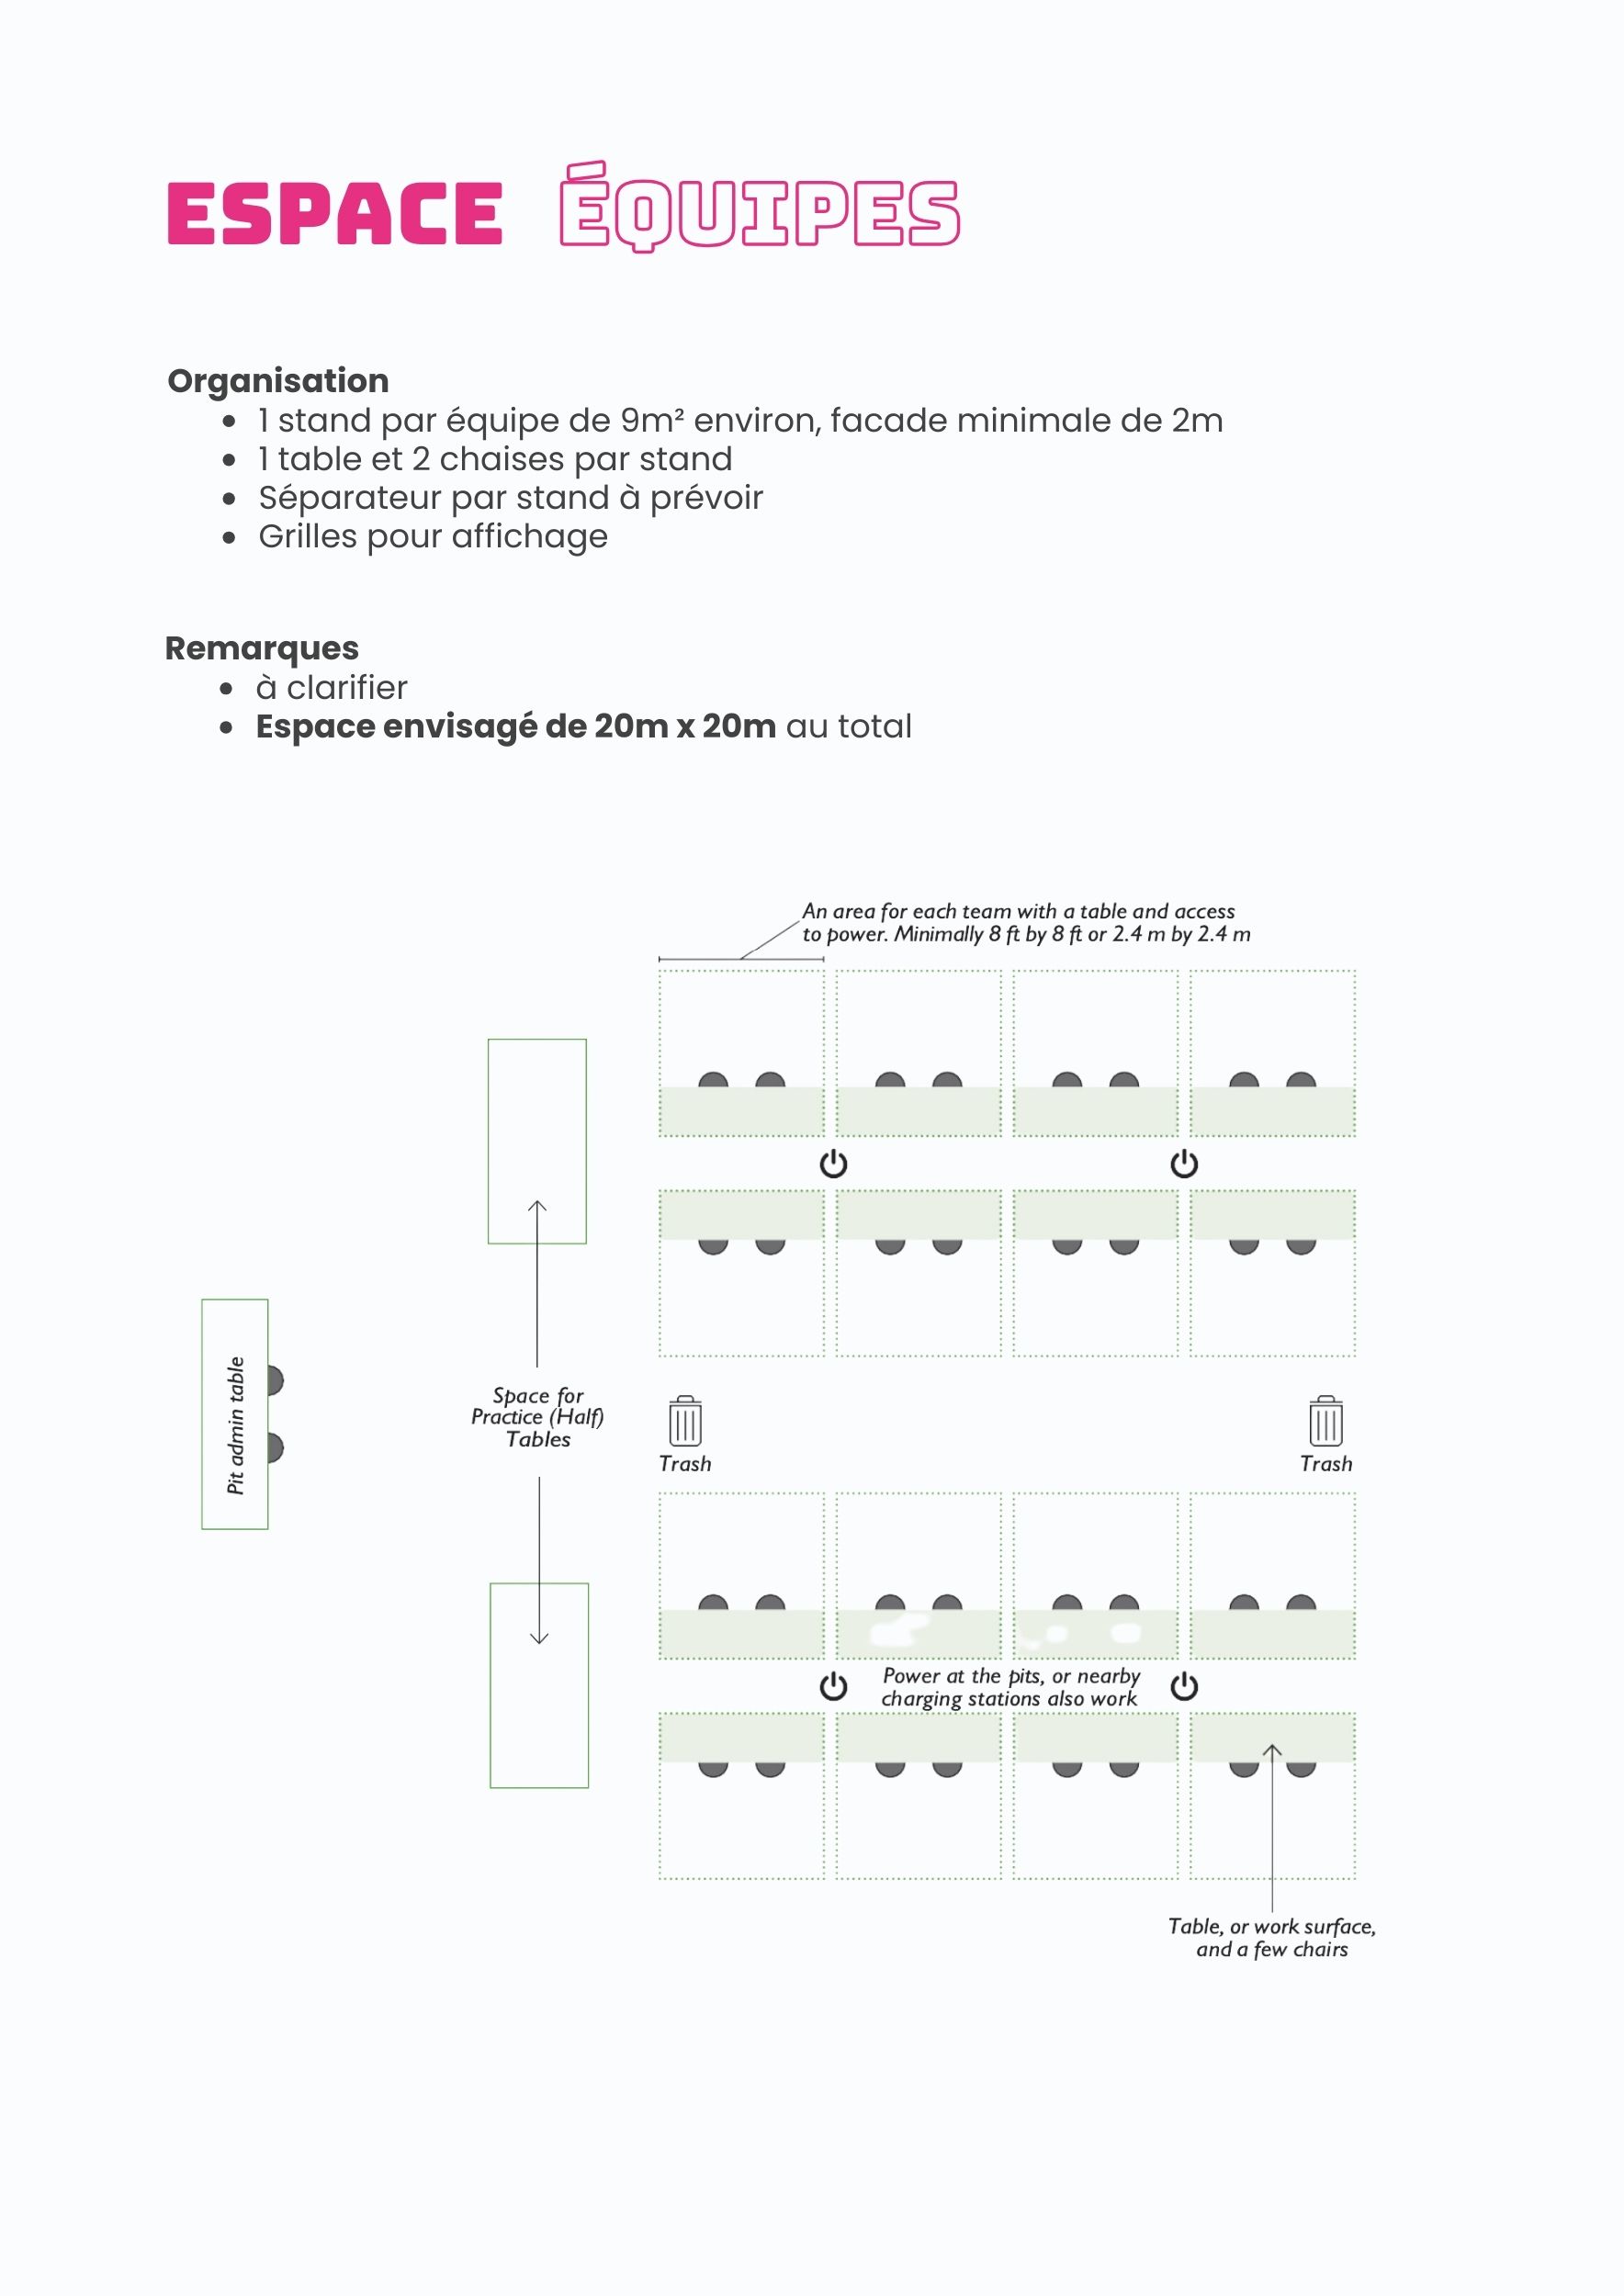 ESPACE ÉQUIPES
Organisation
1 stand par équipe de 9m² environ, facade minimale de 2m
1 table et 2 chaises par stand
Séparateur par stand à prévoir
Grilles pour affichage
Remarques
à clarifier
Espace envisagé de 20m x 20m au total
An area for each team with a table and access
to power. Minimally 8 ft by 8 ft or 2.4 m by 2.4 m
Pit admin table
Space for
Practice (Half)
Tables
Trash
Trash
Power at the pits, or nearby
charging stations also work
Table, or work surface,
and a few chairs